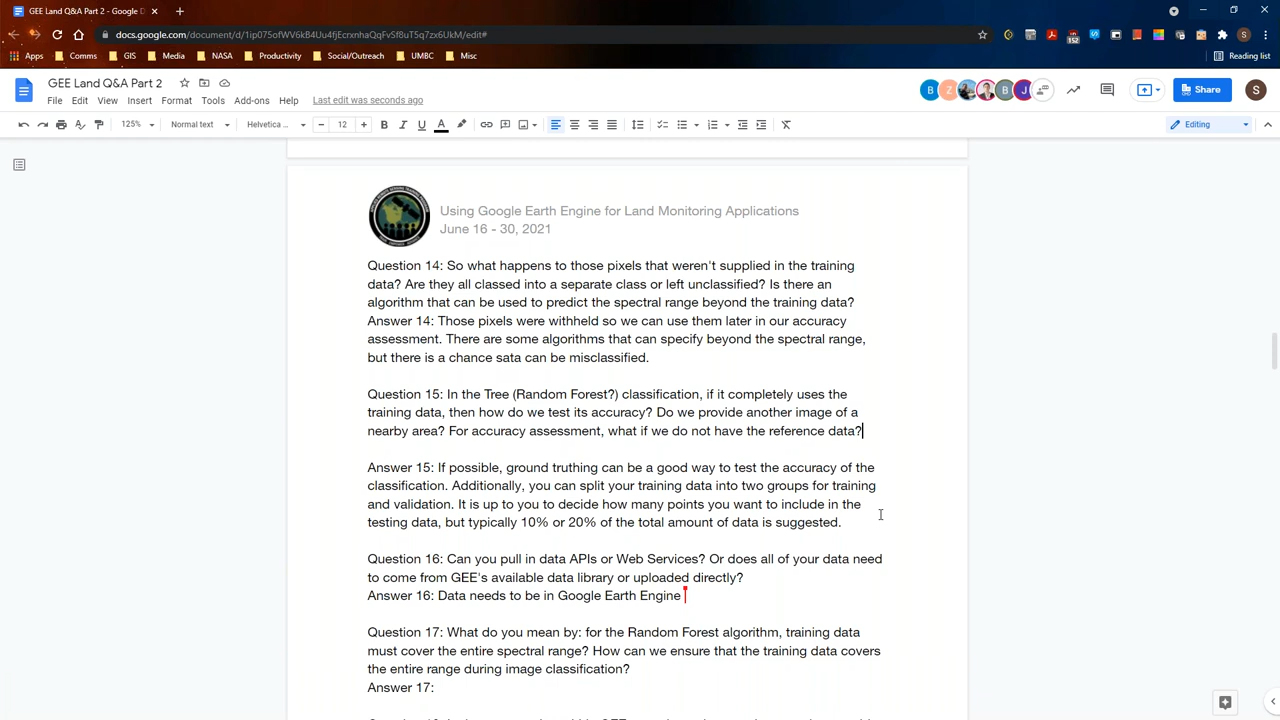 GEE Land Q&A Part 2 - Google D
docs.google.com/document/d/1ip075ofWV6kB4Uu4fjEcrxnhaQqFvSf8uT5q7zx6UkM/edit#
Apps Comms GIS Media NASA Productivity Social/Outreach UMBC Misc Reading list
GEE Land Q&A Part 2
File Edit View Insert Format Tools Add-ons Help Last edit was seconds ago
B Z B J Share S
125% Normal text Helvetica ... 12 B I U A Editing
Using Google Earth Engine for Land Monitoring Applications
June 16 - 30, 2021
Question 14: So what happens to those pixels that weren't supplied in the training
data? Are they all classed into a separate class or left unclassified? Is there an
algorithm that can be used to predict the spectral range beyond the training data?
Answer 14: Those pixels were withheld so we can use them later in our accuracy
assessment. There are some algorithms that can specify beyond the spectral range,
but there is a chance sata can be misclassified.
Question 15: In the Tree (Random Forest?) classification, if it completely uses the
training data, then how do we test its accuracy? Do we provide another image of a
nearby area? For accuracy assessment, what if we do not have the reference data?
Answer 15: If possible, ground truthing can be a good way to test the accuracy of the
classification. Additionally, you can split your training data into two groups for training
and validation. It is up to you to decide how many points you want to include in the
testing data, but typically 10% or 20% of the total amount of data is suggested.
Question 16: Can you pull in data APIs or Web Services? Or does all of your data need
to come from GEE's available data library or uploaded directly?
Answer 16: Data needs to be in Google Earth Engine
Question 17: What do you mean by: for the Random Forest algorithm, training data
must cover the entire spectral range? How can we ensure that the training data covers
the entire range during image classification?
Answer 17: